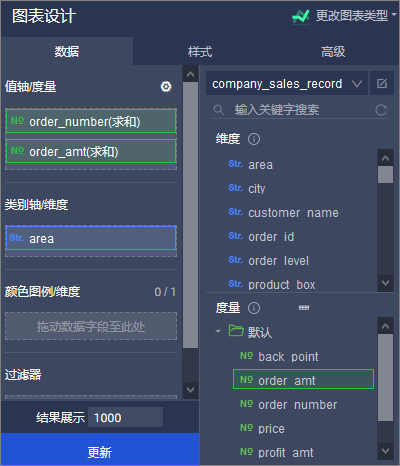 图表设计
更改图表类型
数据 样式 高级
值轴/度量
Nº order_number(求和)
Nº order_amt(求和)
类别轴/维度
Str. area
颜色图例/维度 0 / 1
拖动数据字段至此处
过滤器
结果展示 1000
更新
company_sales_record
输入关键字搜索
维度
Str. area
Str. city
Str. customer_name
Str. order_id
Str. order_level
Str. product_box
度量
默认
Nº back_point
Nº order_amt
Nº order_number
Nº price
Nº profit_amt